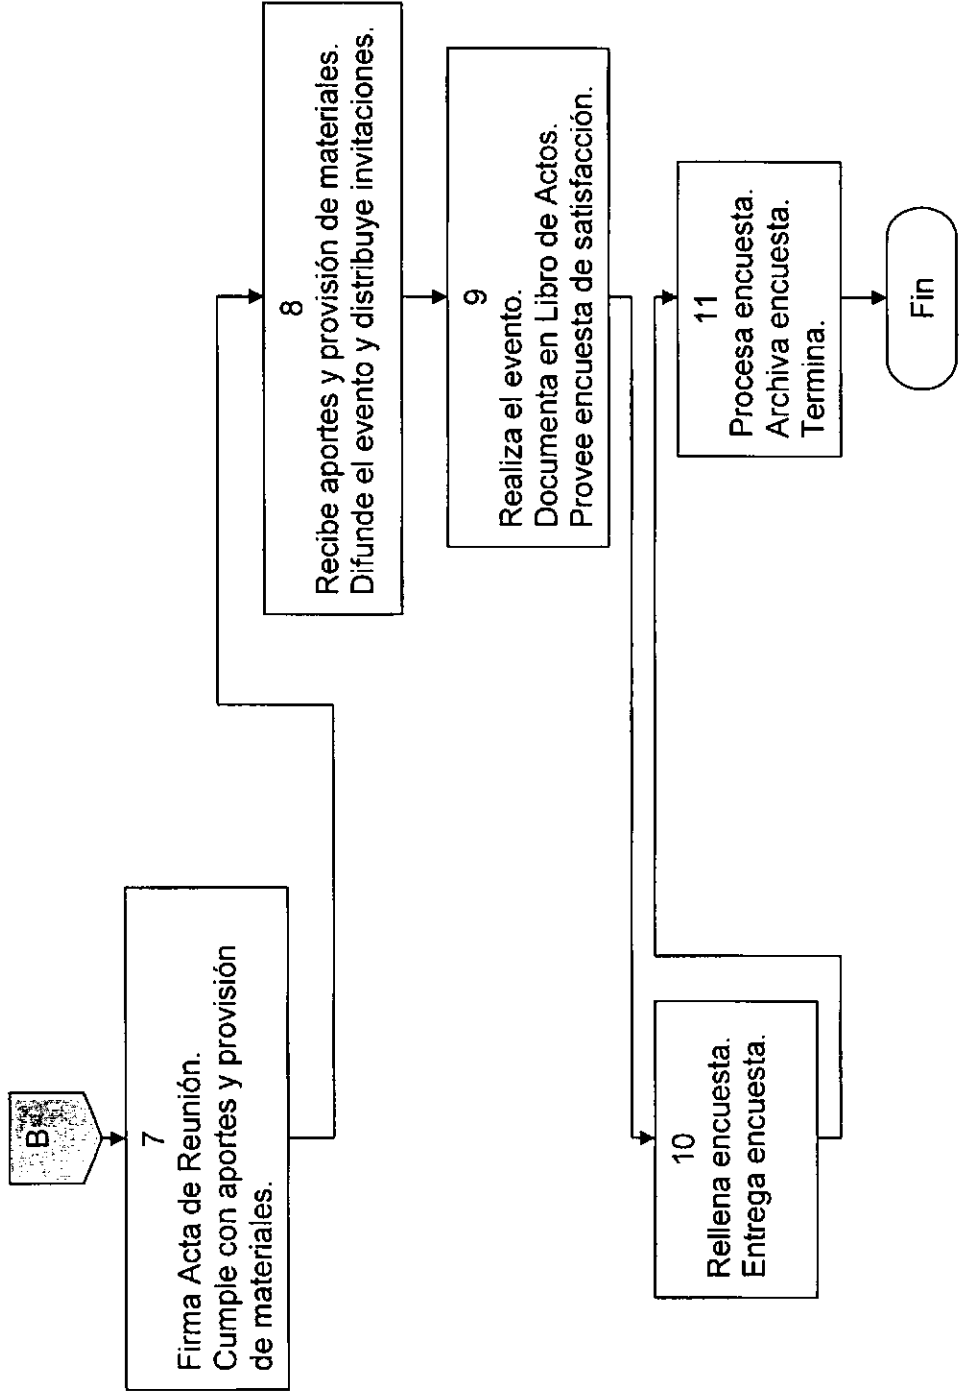 B
7
Firma Acta de Reunión.
Cumple con aportes y provisión
de materiales.
8
Recibe aportes y provisión de materiales.
Difunde el evento y distribuye invitaciones.
9
Realiza el evento.
Documenta en Libro de Actos.
Provee encuesta de satisfacción.
10
Rellena encuesta.
Entrega encuesta.
11
Procesa encuesta.
Archiva encuesta.
Termina.
Fin